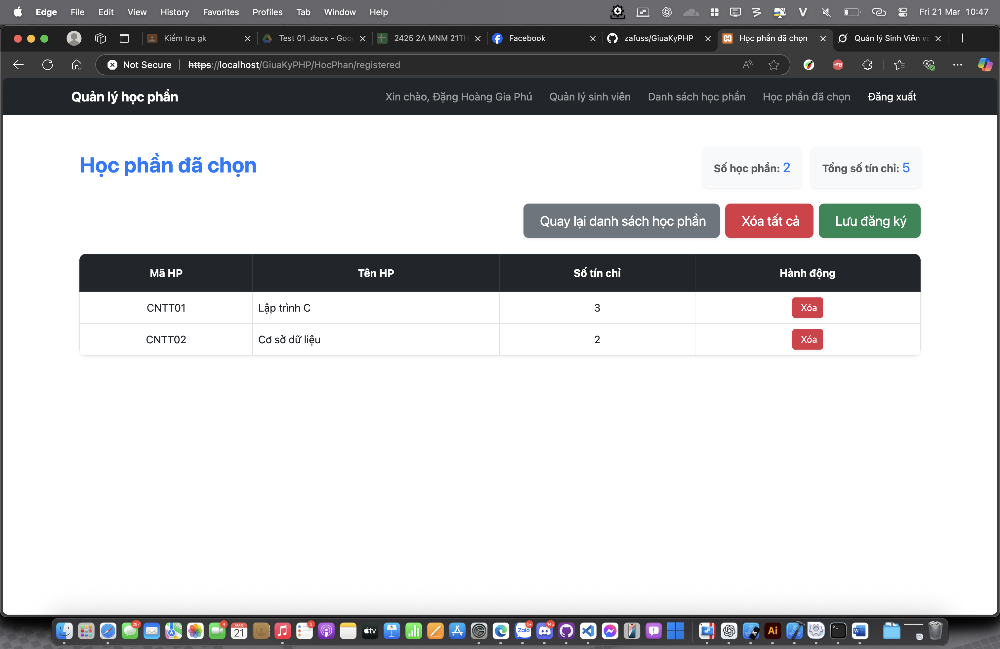 Edge File Edit View History Favorites Profiles Tab Window Help Fri 21 Mar 10:47
Kiểm tra gk Test 01 .docx - Goo 2425 2A MNM 21TH Facebook zafuss/GiuaKyPHP Học phần đã chọn Quản lý Sinh Viên và
Not Secure https://localhost/GiuaKyPHP/HocPhan/registered
Quản lý học phần Xin chào, Đặng Hoàng Gia Phú Quản lý sinh viên Danh sách học phần Học phần đã chọn Đăng xuất
Học phần đã chọn Số học phần: 2 Tổng số tín chỉ: 5
Quay lại danh sách học phần Xóa tất cả Lưu đăng ký
Mã HP Tên HP Số tín chỉ Hành động
CNTT01 Lập trình C 3 Xóa
CNTT02 Cơ sở dữ liệu 2 Xóa
287 4 MAR 21 2 tv Zalo 5+ 145 Ai W